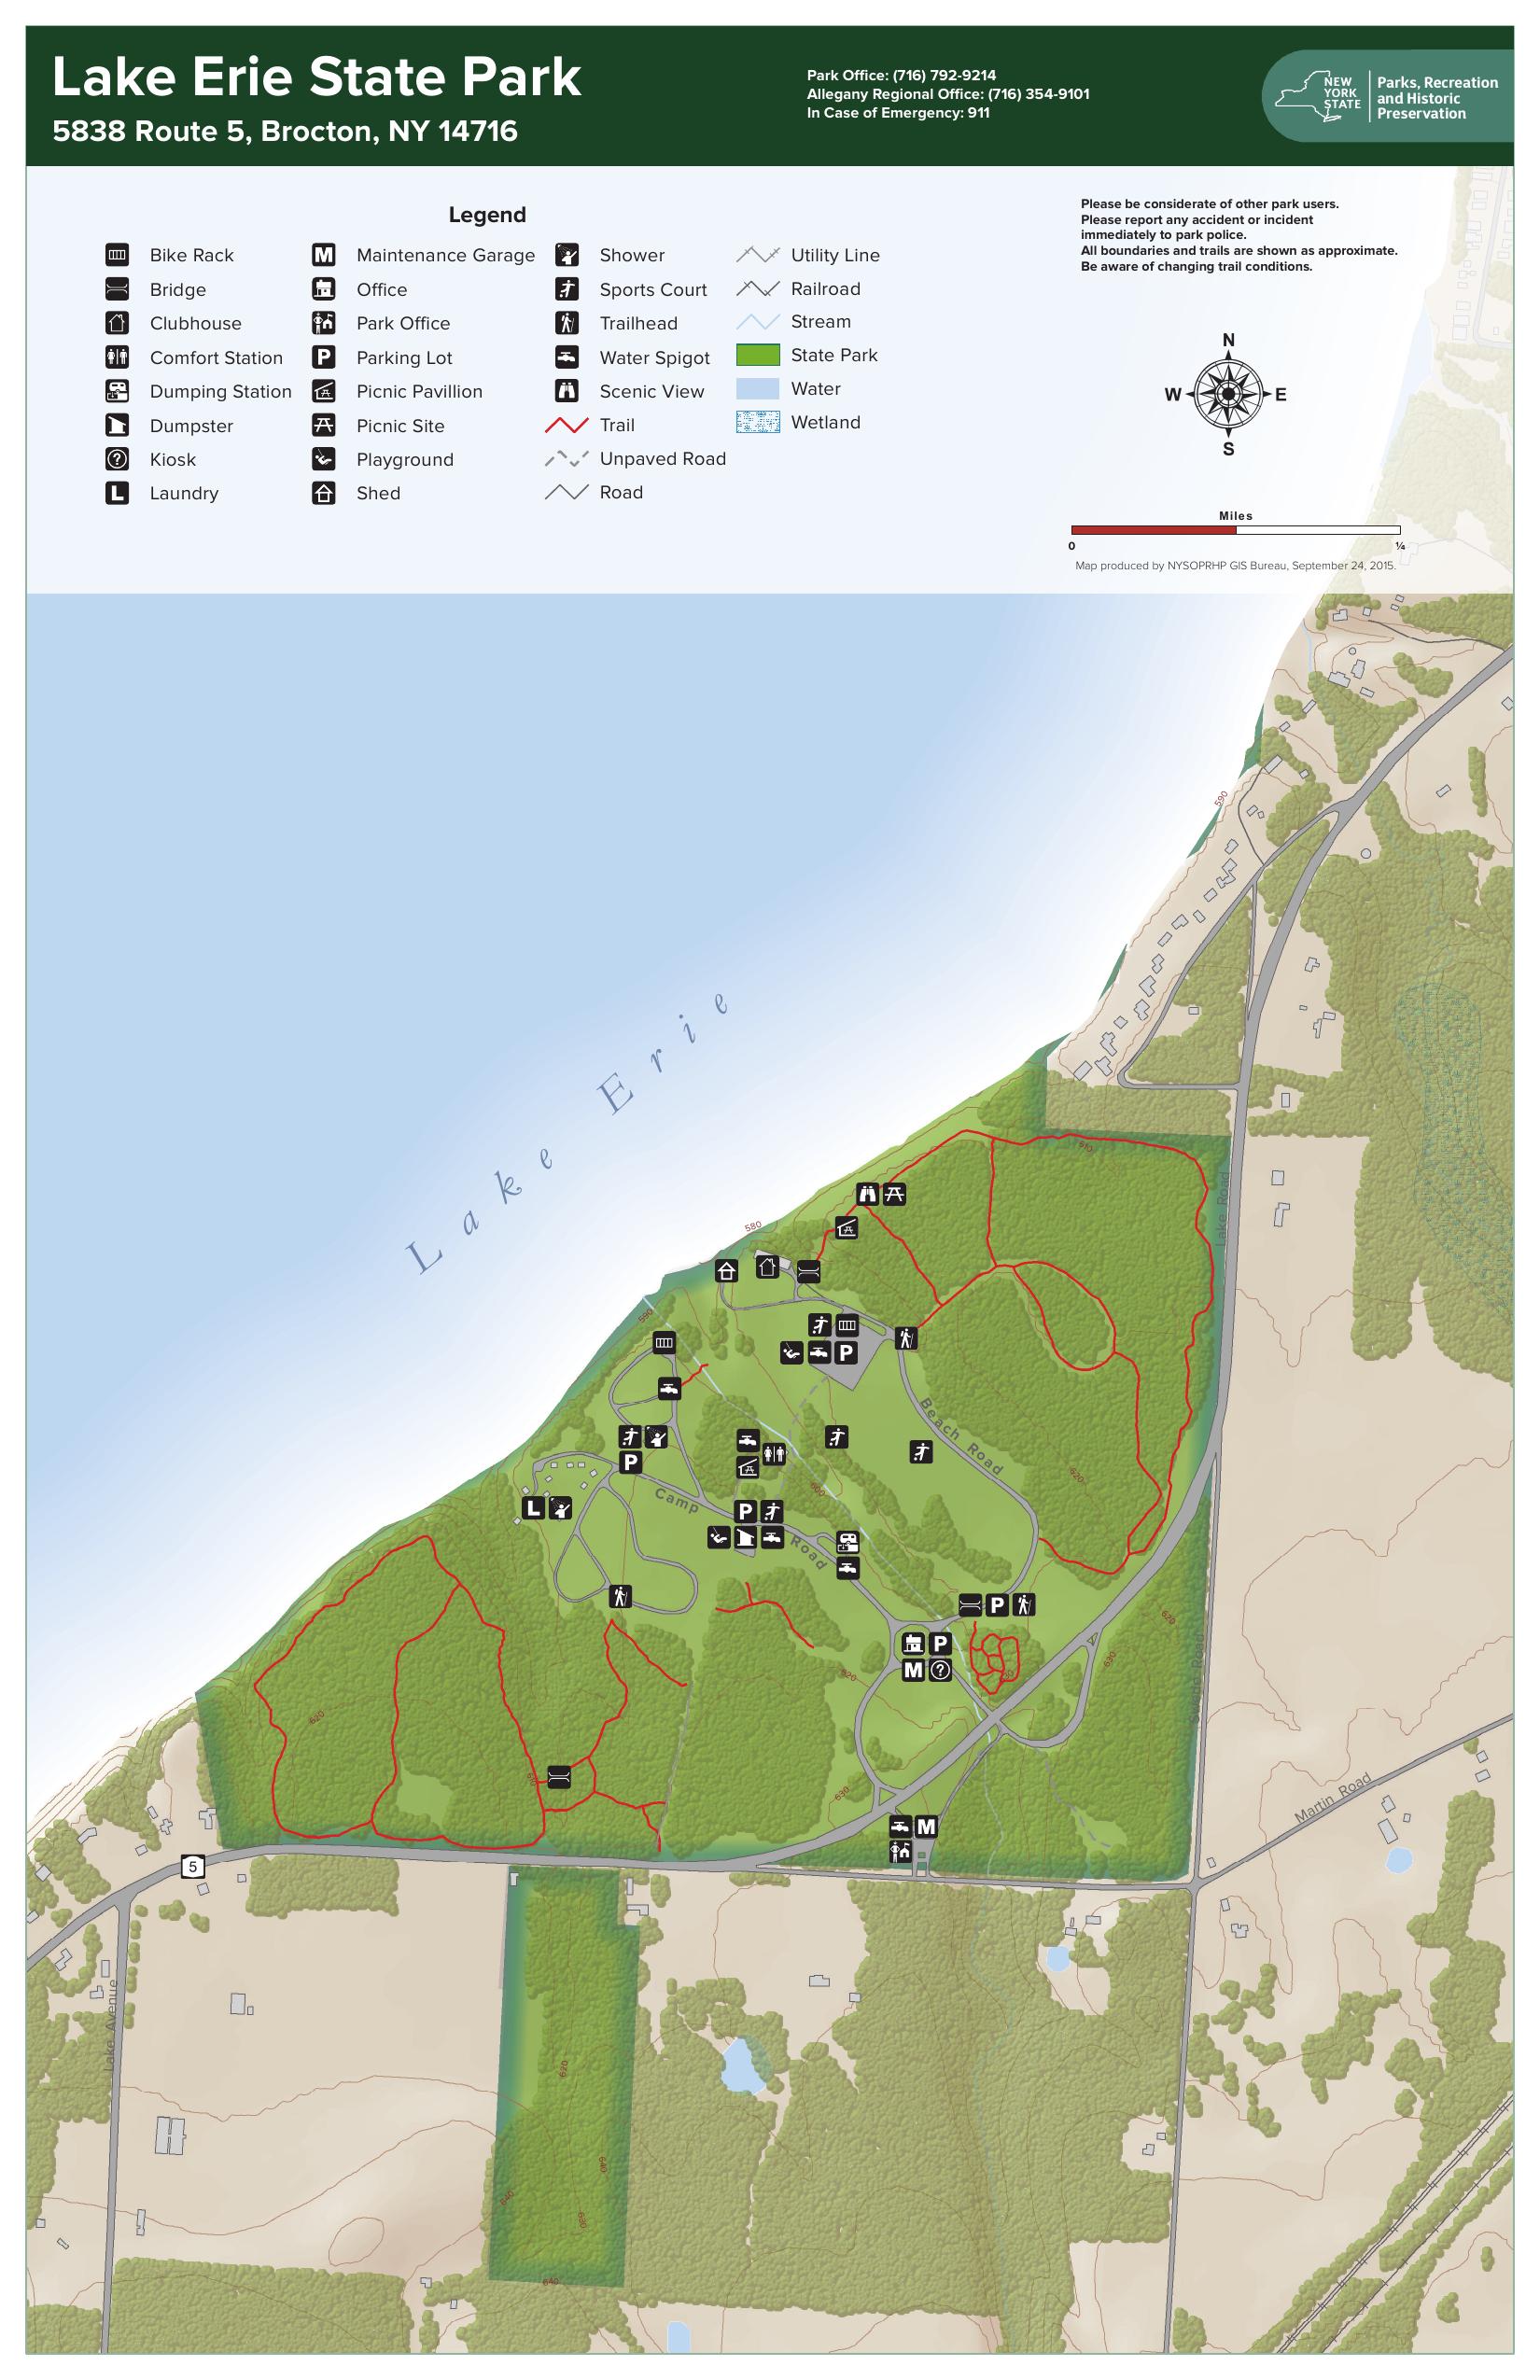 Lake Erie State Park
5838 Route 5, Brocton, NY 14716
Park Office: (716) 792-9214
Allegany Regional Office: (716) 354-9101
In Case of Emergency: 911
NEW
YORK
STATE
Parks, Recreation
and Historic
Preservation
Legend
Bike Rack
Bridge
Clubhouse
Comfort Station
Dumping Station
Dumpster
? Kiosk
L Laundry
M Maintenance Garage
Office
Park Office
P Parking Lot
Picnic Pavillion
Picnic Site
Playground
Shed
Shower
Sports Court
Trailhead
Water Spigot
Scenic View
Trail
Unpaved Road
Road
Utility Line
Railroad
Stream
State Park
Water
Wetland
Please be considerate of other park users.
Please report any accident or incident
immediately to park police.
All boundaries and trails are shown as approximate.
Be aware of changing trail conditions.
N
W E
S
Miles
0 ¼
Map produced by NYSOPRHP GIS Bureau, September 24, 2015.
590
Lake Erie
610
Lake Road
580
590
P
Beach Road
P
620
Camp Road
600
L
P
P
620
630
Road
P
M ?
620
620
630
M
Martin Road
5
Lake Avenue
620
640
640
630
640